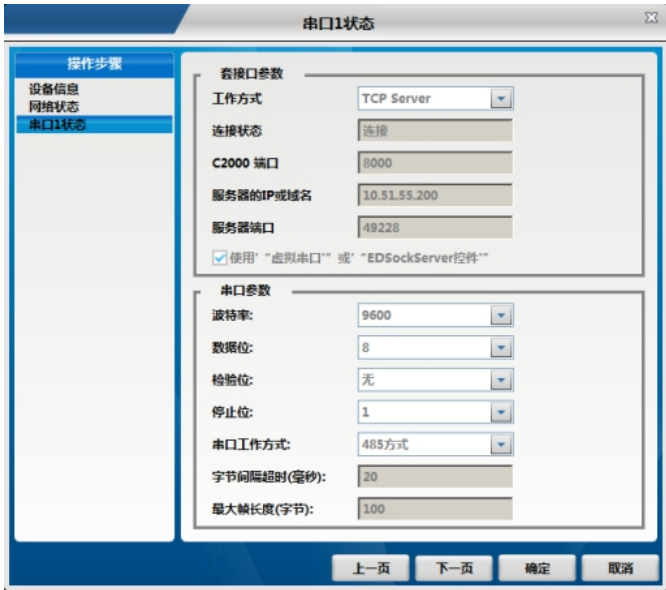 串口1状态
操作步骤
设备信息
网络状态
串口1状态
套接口参数
工作方式 TCP Server
连接状态 连接
C2000 端口 8000
服务器的IP或域名 10.51.55.200
服务器端口 49228
使用' "虚拟串口'" 或' "EDSockServer控件'"
串口参数
波特率: 9600
数据位: 8
检验位: 无
停止位: 1
串口工作方式: 485方式
字节间隔超时(毫秒): 20
最大帧长度(字节): 100
上一页 下一页 确定 取消